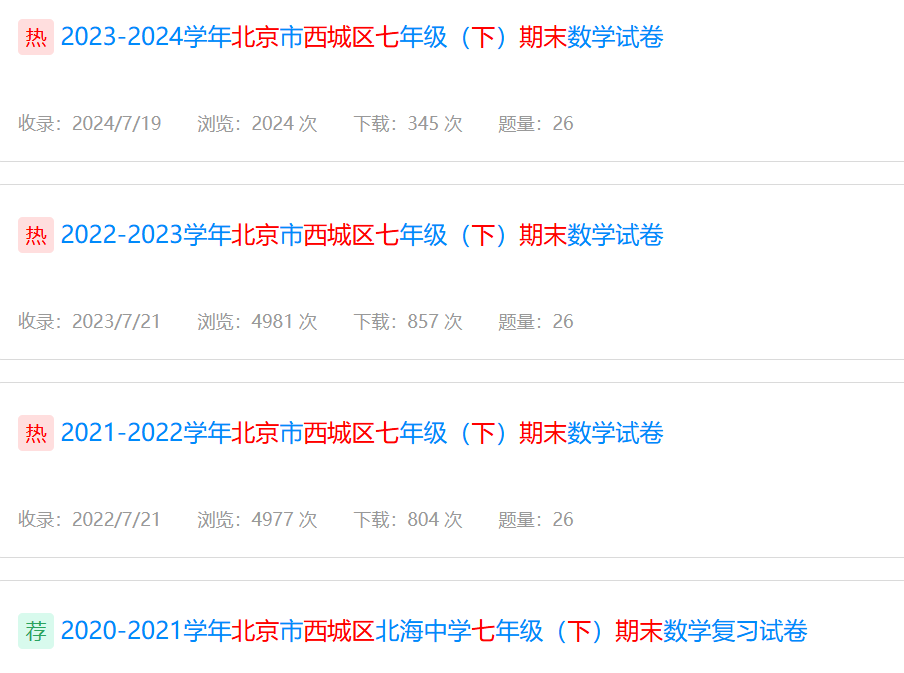 热 2023-2024学年北京市西城区七年级（下）期末数学试卷
收录：2024/7/19 浏览：2024 次 下载：345 次 题量：26
热 2022-2023学年北京市西城区七年级（下）期末数学试卷
收录：2023/7/21 浏览：4981 次 下载：857 次 题量：26
热 2021-2022学年北京市西城区七年级（下）期末数学试卷
收录：2022/7/21 浏览：4977 次 下载：804 次 题量：26
荐 2020-2021学年北京市西城区北海中学七年级（下）期末数学复习试卷